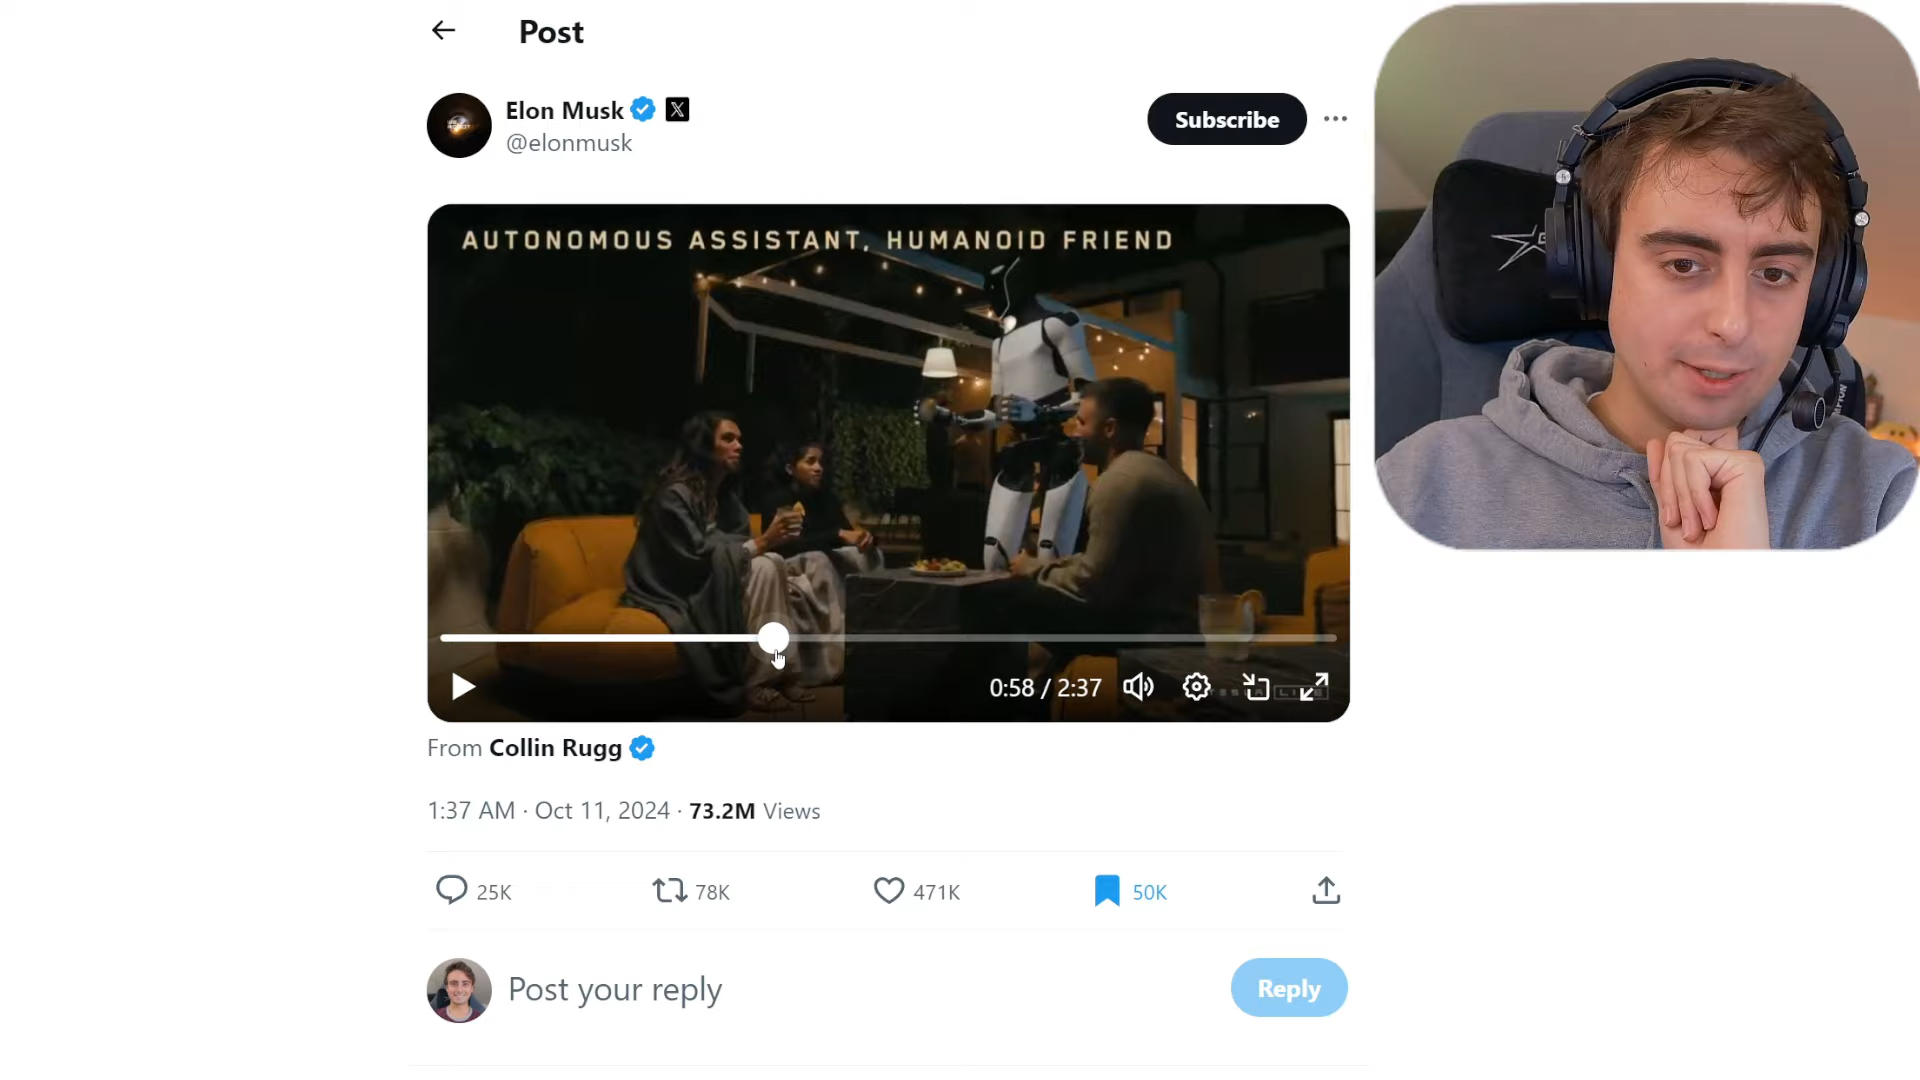 Post
Elon Musk
@elonmusk
Subscribe
AUTONOMOUS ASSISTANT, HUMANOID FRIEND
0:58 / 2:37
From Collin Rugg
1:37 AM · Oct 11, 2024 · 73.2M Views
25K
78K
471K
50K
Post your reply
Reply